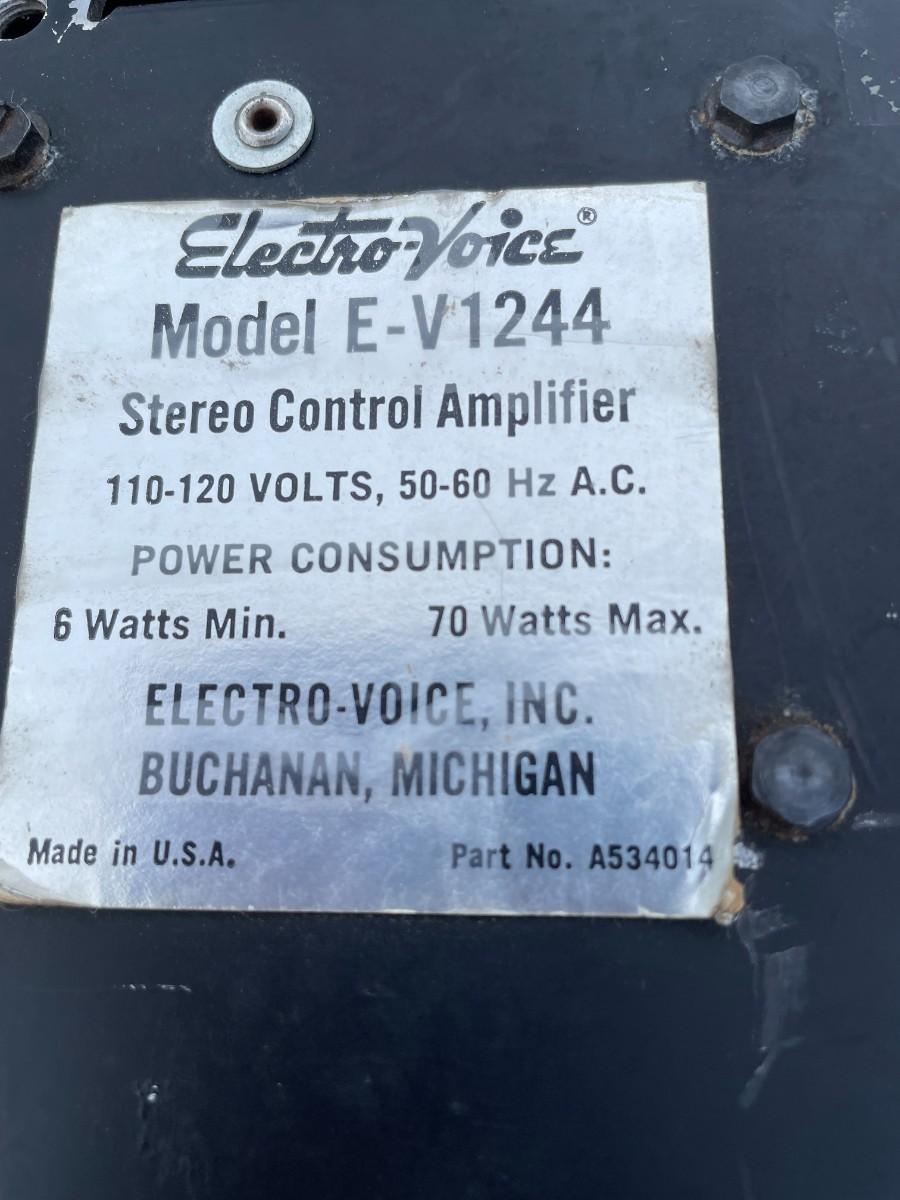 Electro-Voice®
Model E-V1244
Stereo Control Amplifier
110-120 VOLTS, 50-60 Hz A.C.
POWER CONSUMPTION:
6 Watts Min. 70 Watts Max.
ELECTRO-VOICE, INC.
BUCHANAN, MICHIGAN
Made in U.S.A. Part No. A534014